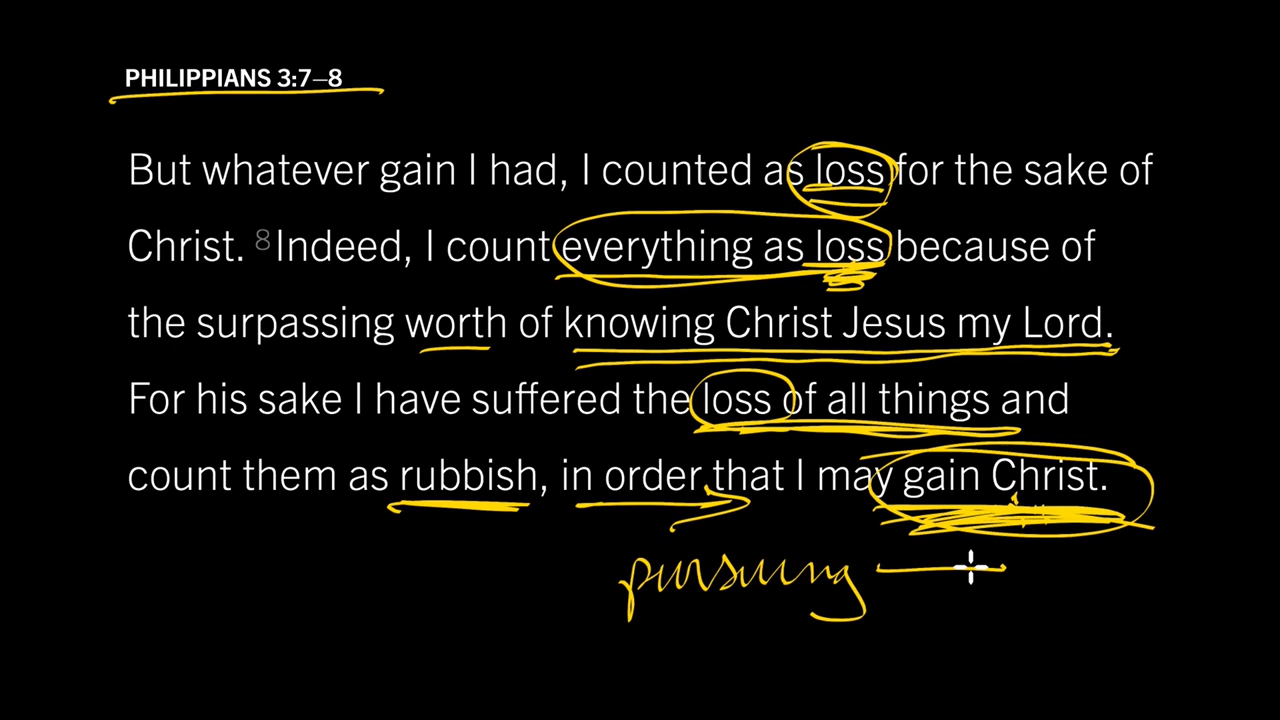 PHILIPPIANS 3:7–8
But whatever gain I had, I counted as loss for the sake of
Christ. 8 Indeed, I count everything as loss because of
the surpassing worth of knowing Christ Jesus my Lord.
For his sake I have suffered the loss of all things and
count them as rubbish, in order that I may gain Christ.
pursuing